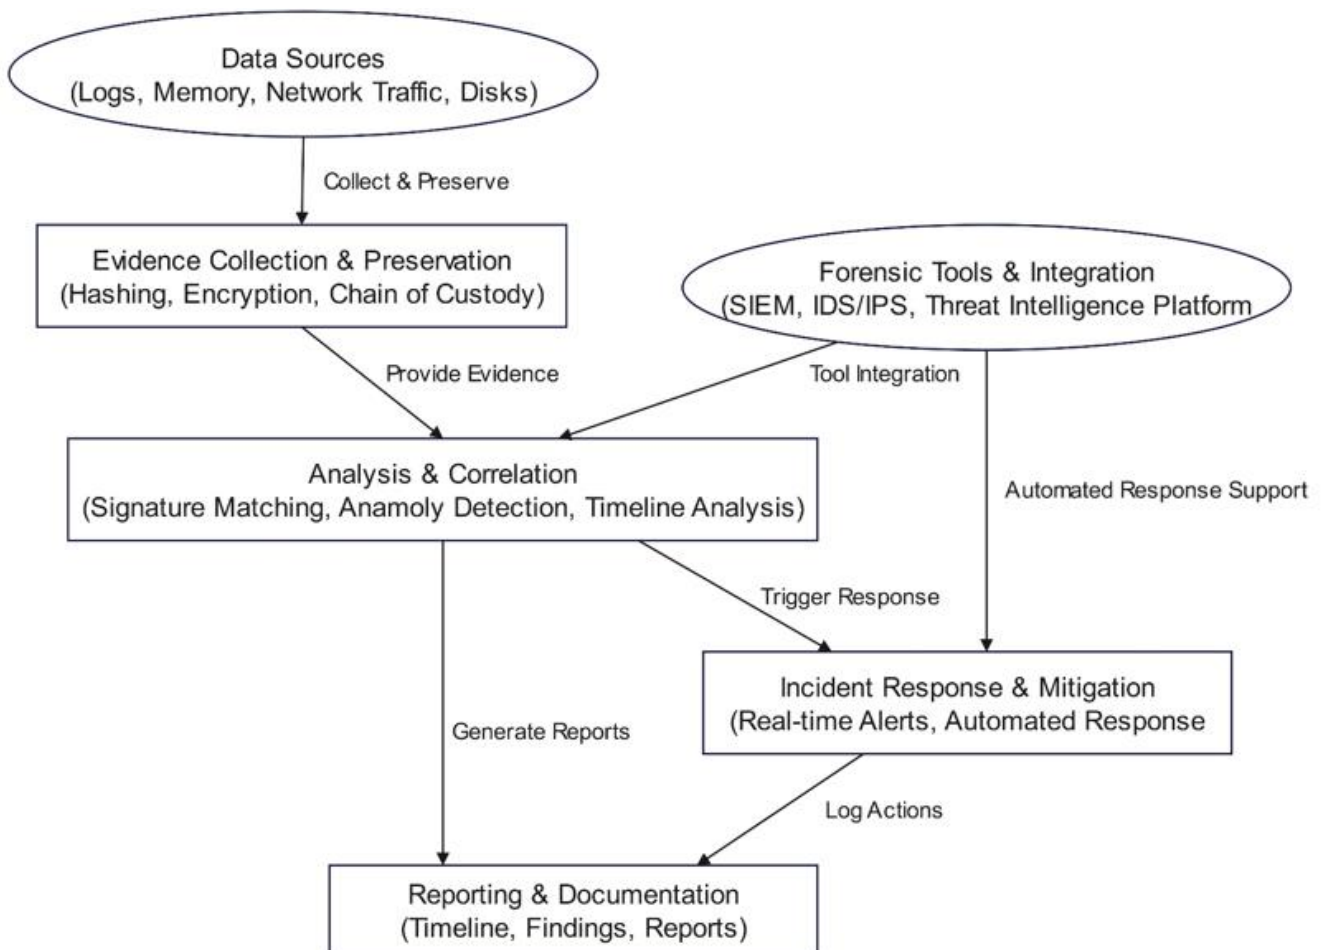 Data Sources
(Logs, Memory, Network Traffic, Disks)
Collect & Preserve
Evidence Collection & Preservation
(Hashing, Encryption, Chain of Custody)
Forensic Tools & Integration
(SIEM, IDS/IPS, Threat Intelligence Platform
Provide Evidence
Tool Integration
Analysis & Correlation
(Signature Matching, Anamoly Detection, Timeline Analysis)
Automated Response Support
Trigger Response
Incident Response & Mitigation
(Real-time Alerts, Automated Response
Generate Reports
Log Actions
Reporting & Documentation
(Timeline, Findings, Reports)